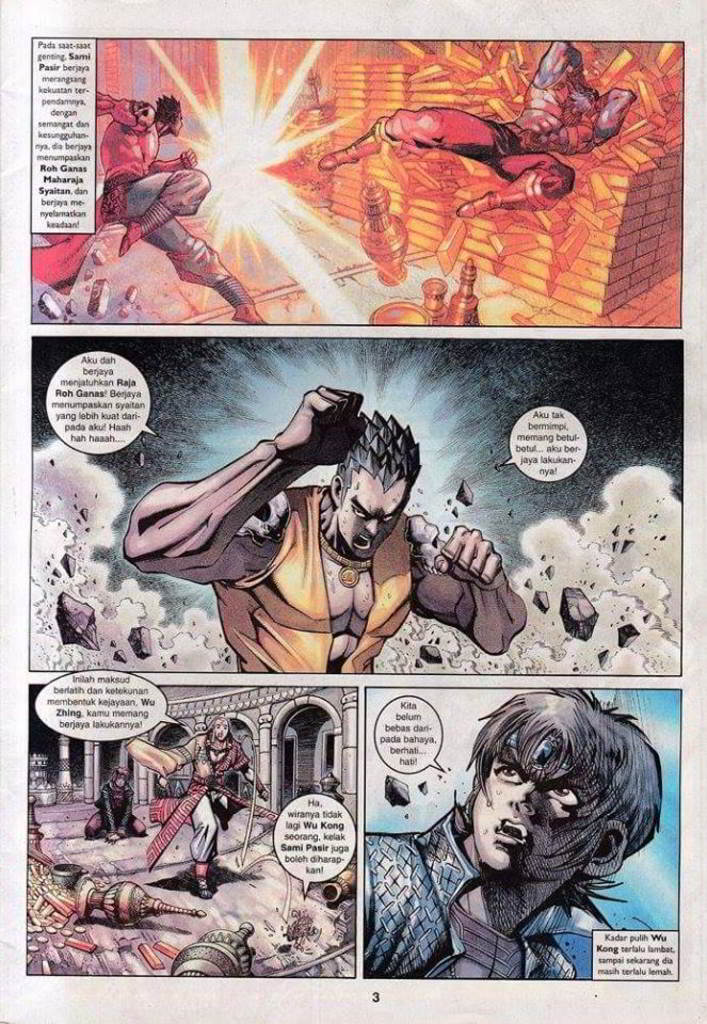 Pada saat-saat
genting, Sami
Pasir berjaya
merangsang
kekuatan ter-
pendamnya,
dengan
semangat dan
kesungguhan-
nya, dia berjaya
menumpaskan
Roh Ganas
Maharaja
Syaitan, dan
berjaya me-
nyelamatkan
keadaan!
Aku dah
berjaya
menjatuhkan Raja
Roh Ganas! Berjaya
menumpaskan syaitan
yang lebih kuat dari-
pada aku! Haah
hah haaah....
Aku tak
bermimpi,
memang betul-
betul... aku ber-
jaya lakukan-
nya!
Inilah maksud
berlatih dan ketekunan
membentuk kejayaan, Wu
Zhing, kamu memang
berjaya lakukannya!
Ha,
wiranya tidak
lagi Wu Kong
seorang, kelak
Sami Pasir juga
boleh diharap-
kan!
Kita
belum
bebas dari-
pada bahaya,
berhati...
hati!
Kadar pulih Wu
Kong terlalu lambat,
sampai sekarang dia
masih terlalu lemah.
3